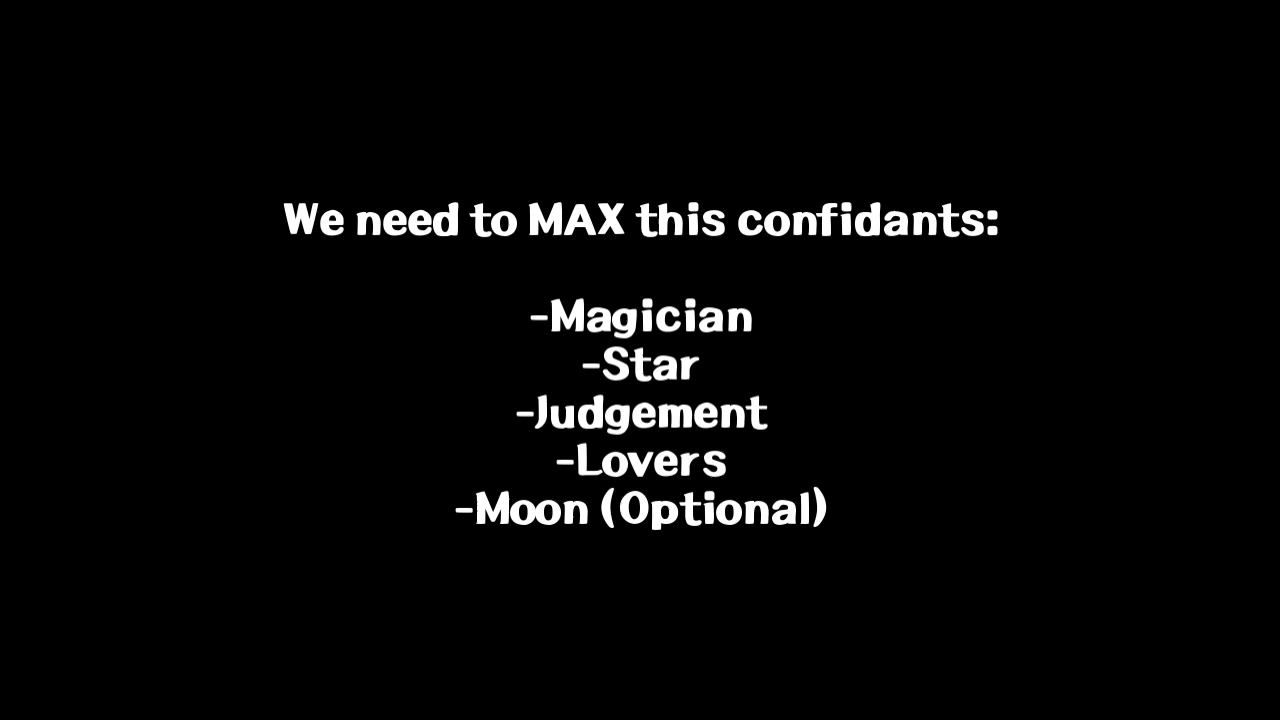 We need to MAX this confidants:
-Magician
-Star
-Judgement
-Lovers
-Moon (Optional)